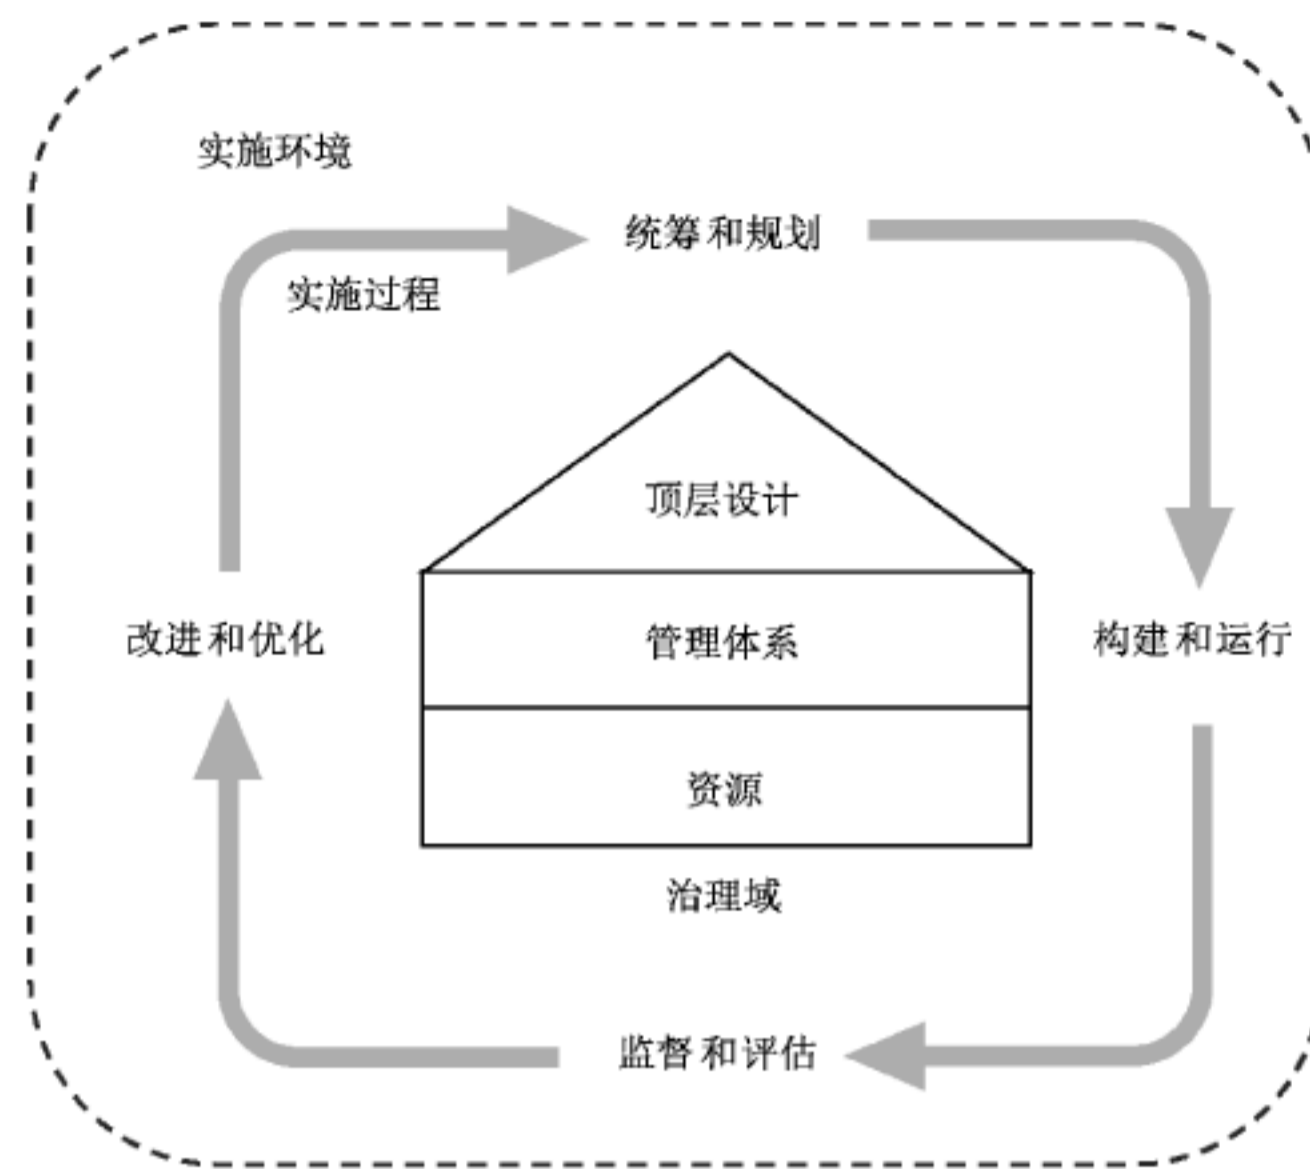 实施环境
统筹和规划
实施过程
顶层设计
改进和优化
管理体系
构建和运行
资源
治理域
监督和评估